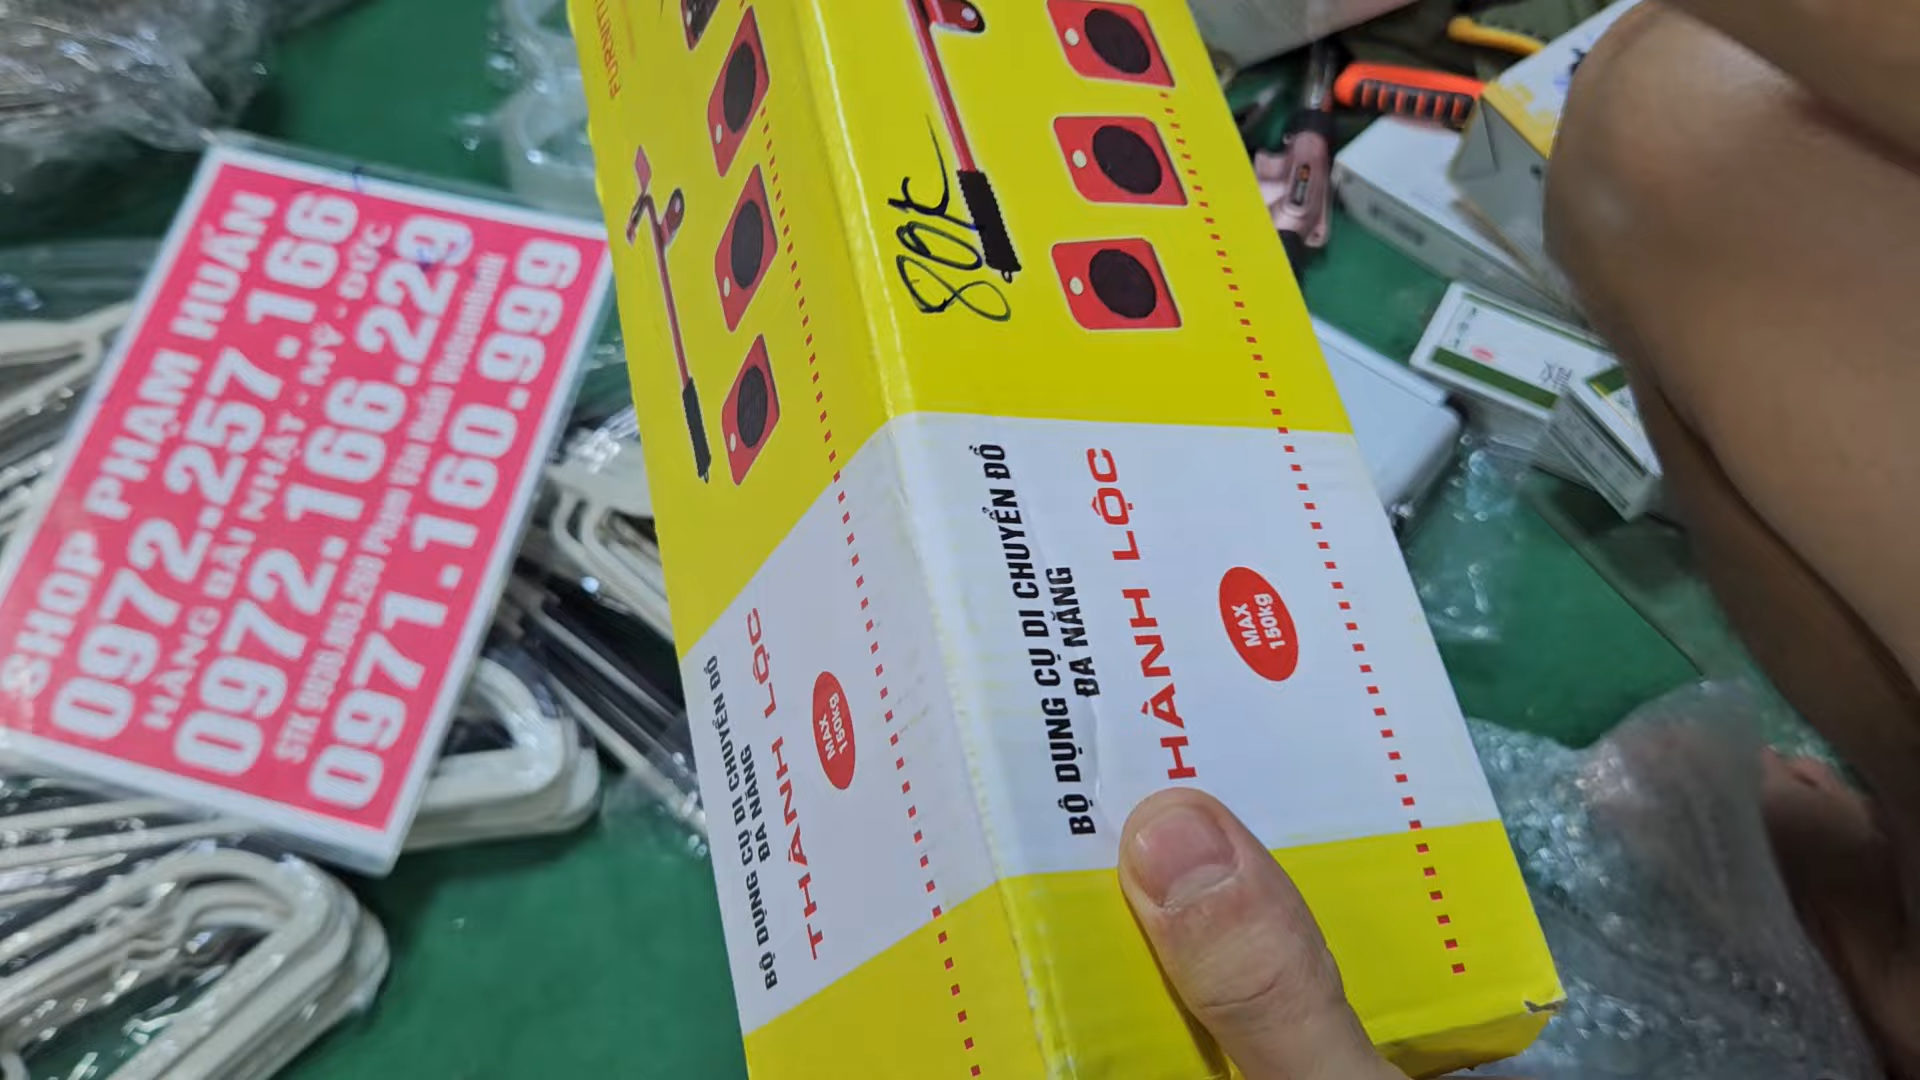 SHOP PHẠM HUẤN
0972.257.166
HÀNG BÃI NHẬT - MỸ - ĐỨC
0972.166.229
0971.160.999
80K
BỘ DỤNG CỤ DI CHUYỂN ĐỒ
ĐA NĂNG
THÀNH LỘC
MAX
150kg
BỘ DỤNG CỤ DI CHUYỂN ĐỒ
ĐA NĂNG
HÀNH LỘC
MAX
150kg